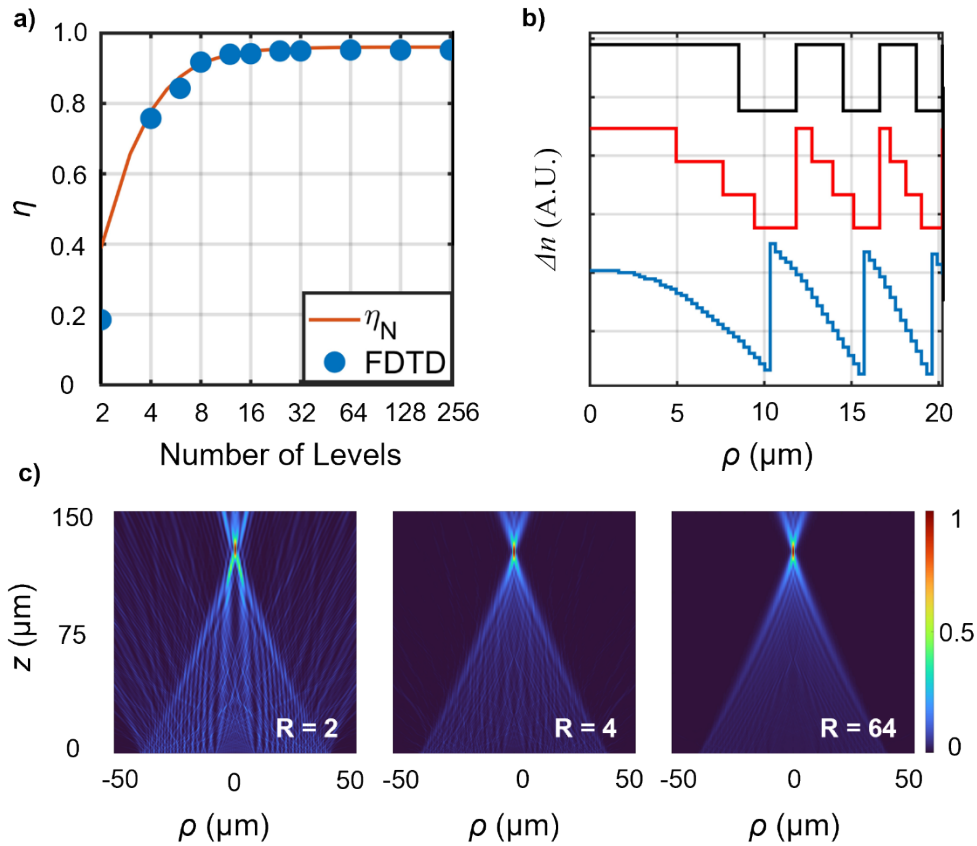 a)
1.0
0.8
0.6
0.4
0.2
0
η
η_N
FDTD
2 4 8 16 32 64 128 256
Number of Levels
b)
Δn (A.U.)
0 5 10 15 20
ρ (µm)
c)
150
75
0
z (µm)
R = 2
R = 4
R = 64
1
0.5
0
-50 0 50
-50 0 50
-50 0 50
ρ (µm)
ρ (µm)
ρ (µm)